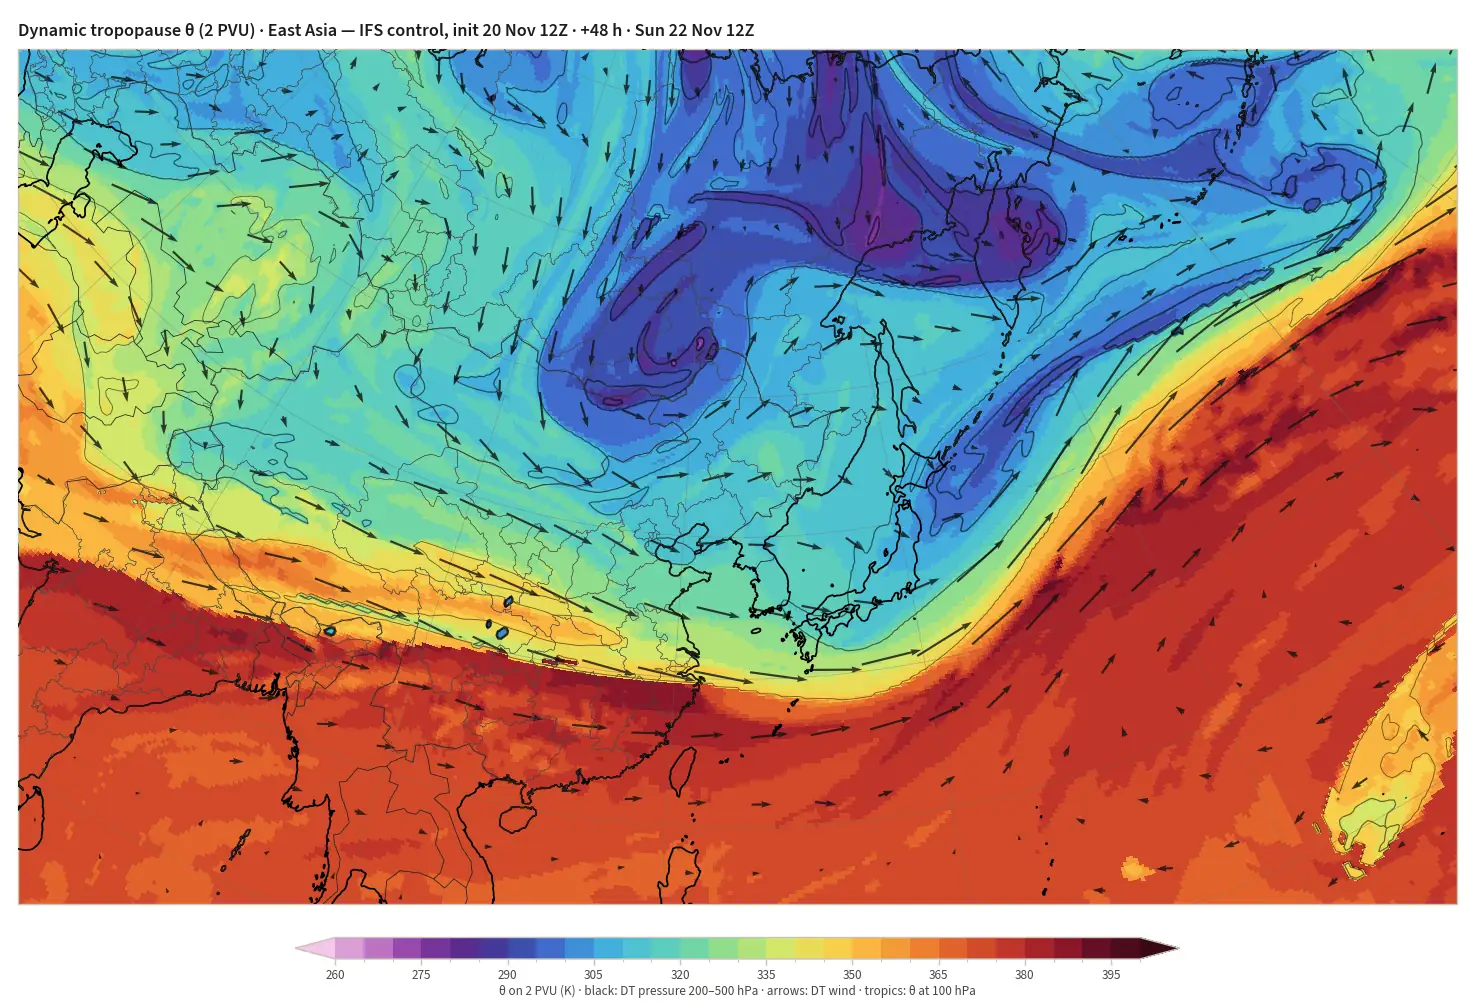 Dynamic tropopause θ (2 PVU) · East Asia — IFS control, init 20 Nov 12Z · +48 h · Sun 22 Nov 12Z
260 275 290 305 320 335 350 365 380 395
θ on 2 PVU (K) · black: DT pressure 200–500 hPa · arrows: DT wind · tropics: θ at 100 hPa